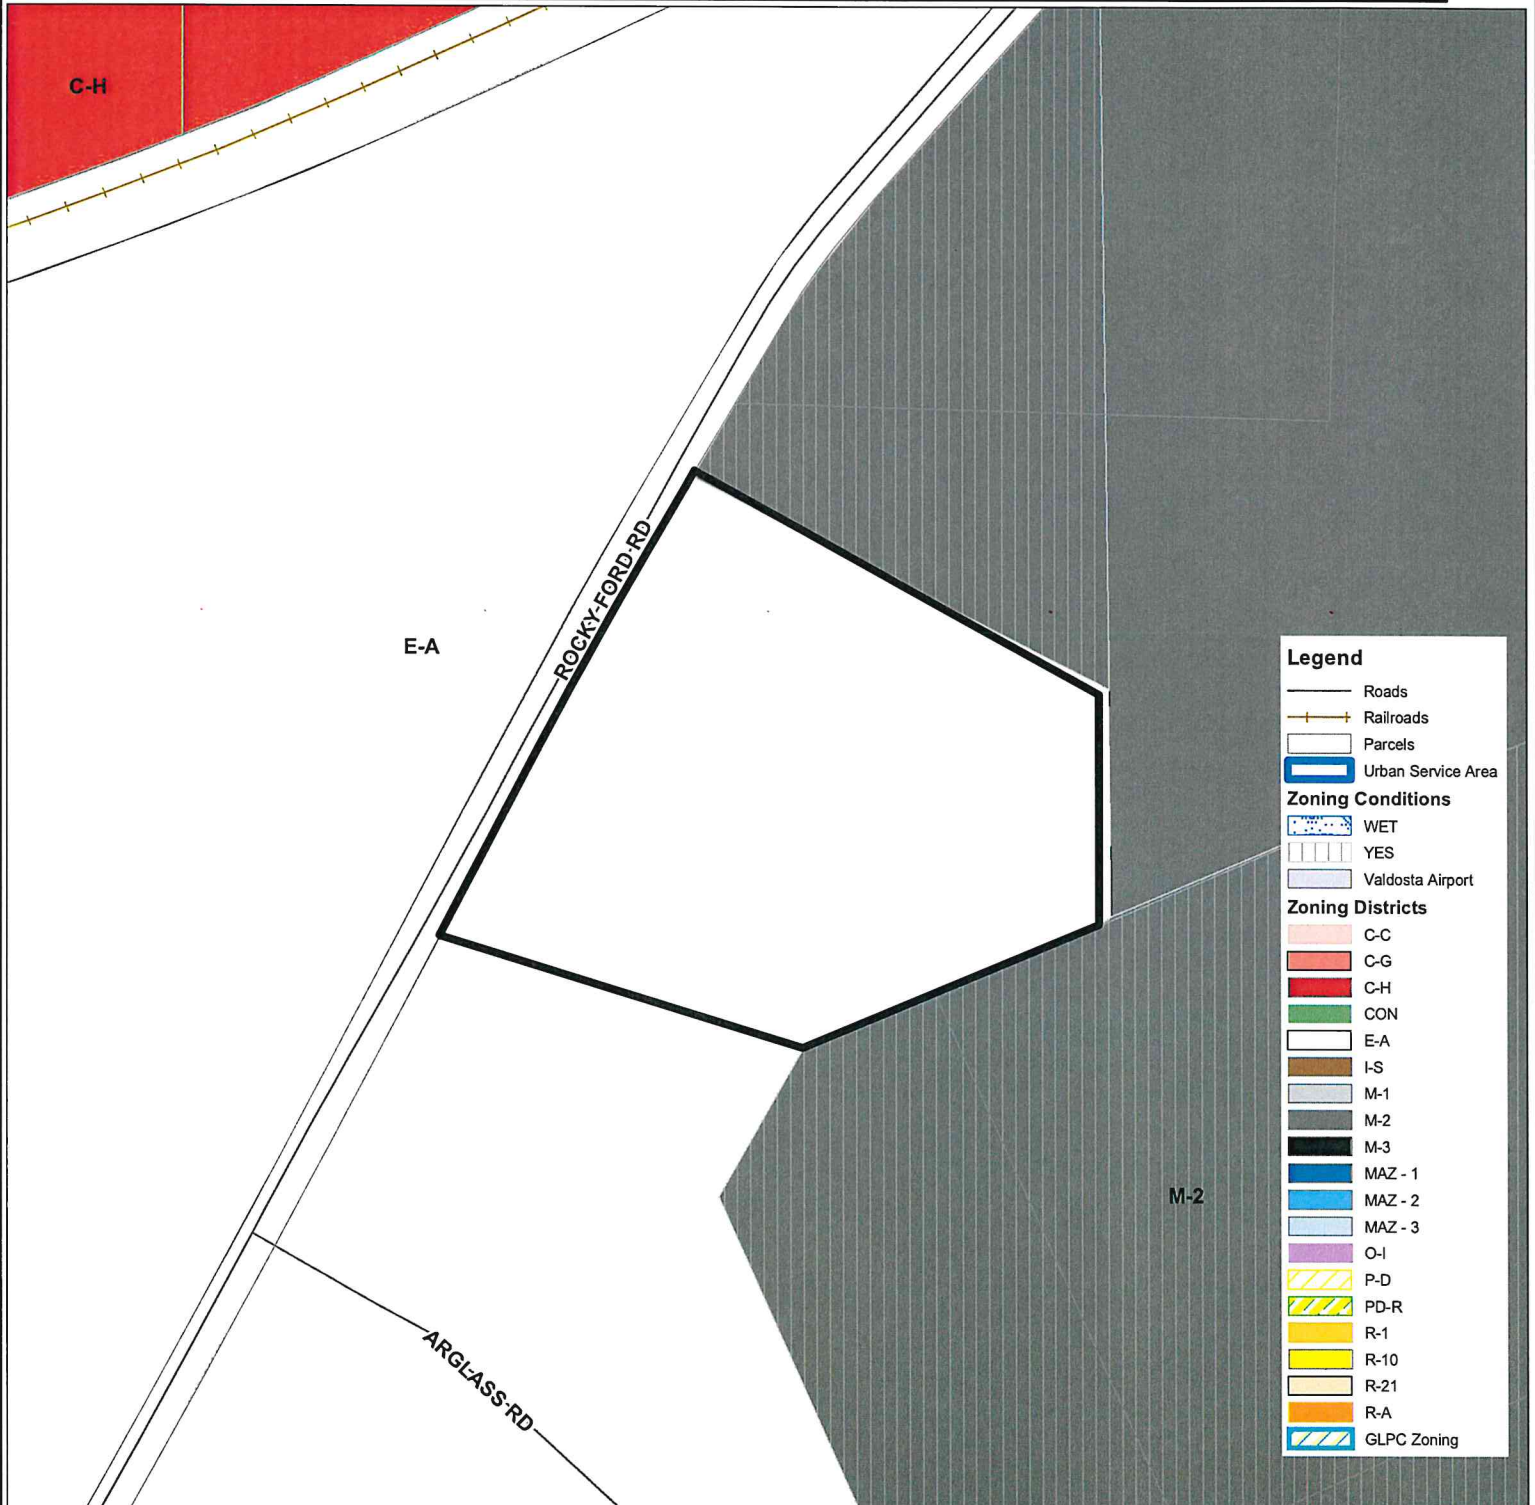 C-H
ROCKY FORD RD
E-A
Legend
Roads
Railroads
Parcels
Urban Service Area
Zoning Conditions
WET
YES
Valdosta Airport
Zoning Districts
C-C
C-G
C-H
CON
E-A
I-S
M-1
M-2
M-3
MAZ - 1
MAZ - 2
MAZ - 3
O-I
P-D
PD-R
R-1
R-10
R-21
R-A
GLPC Zoning
M-2
ARGLASS RD